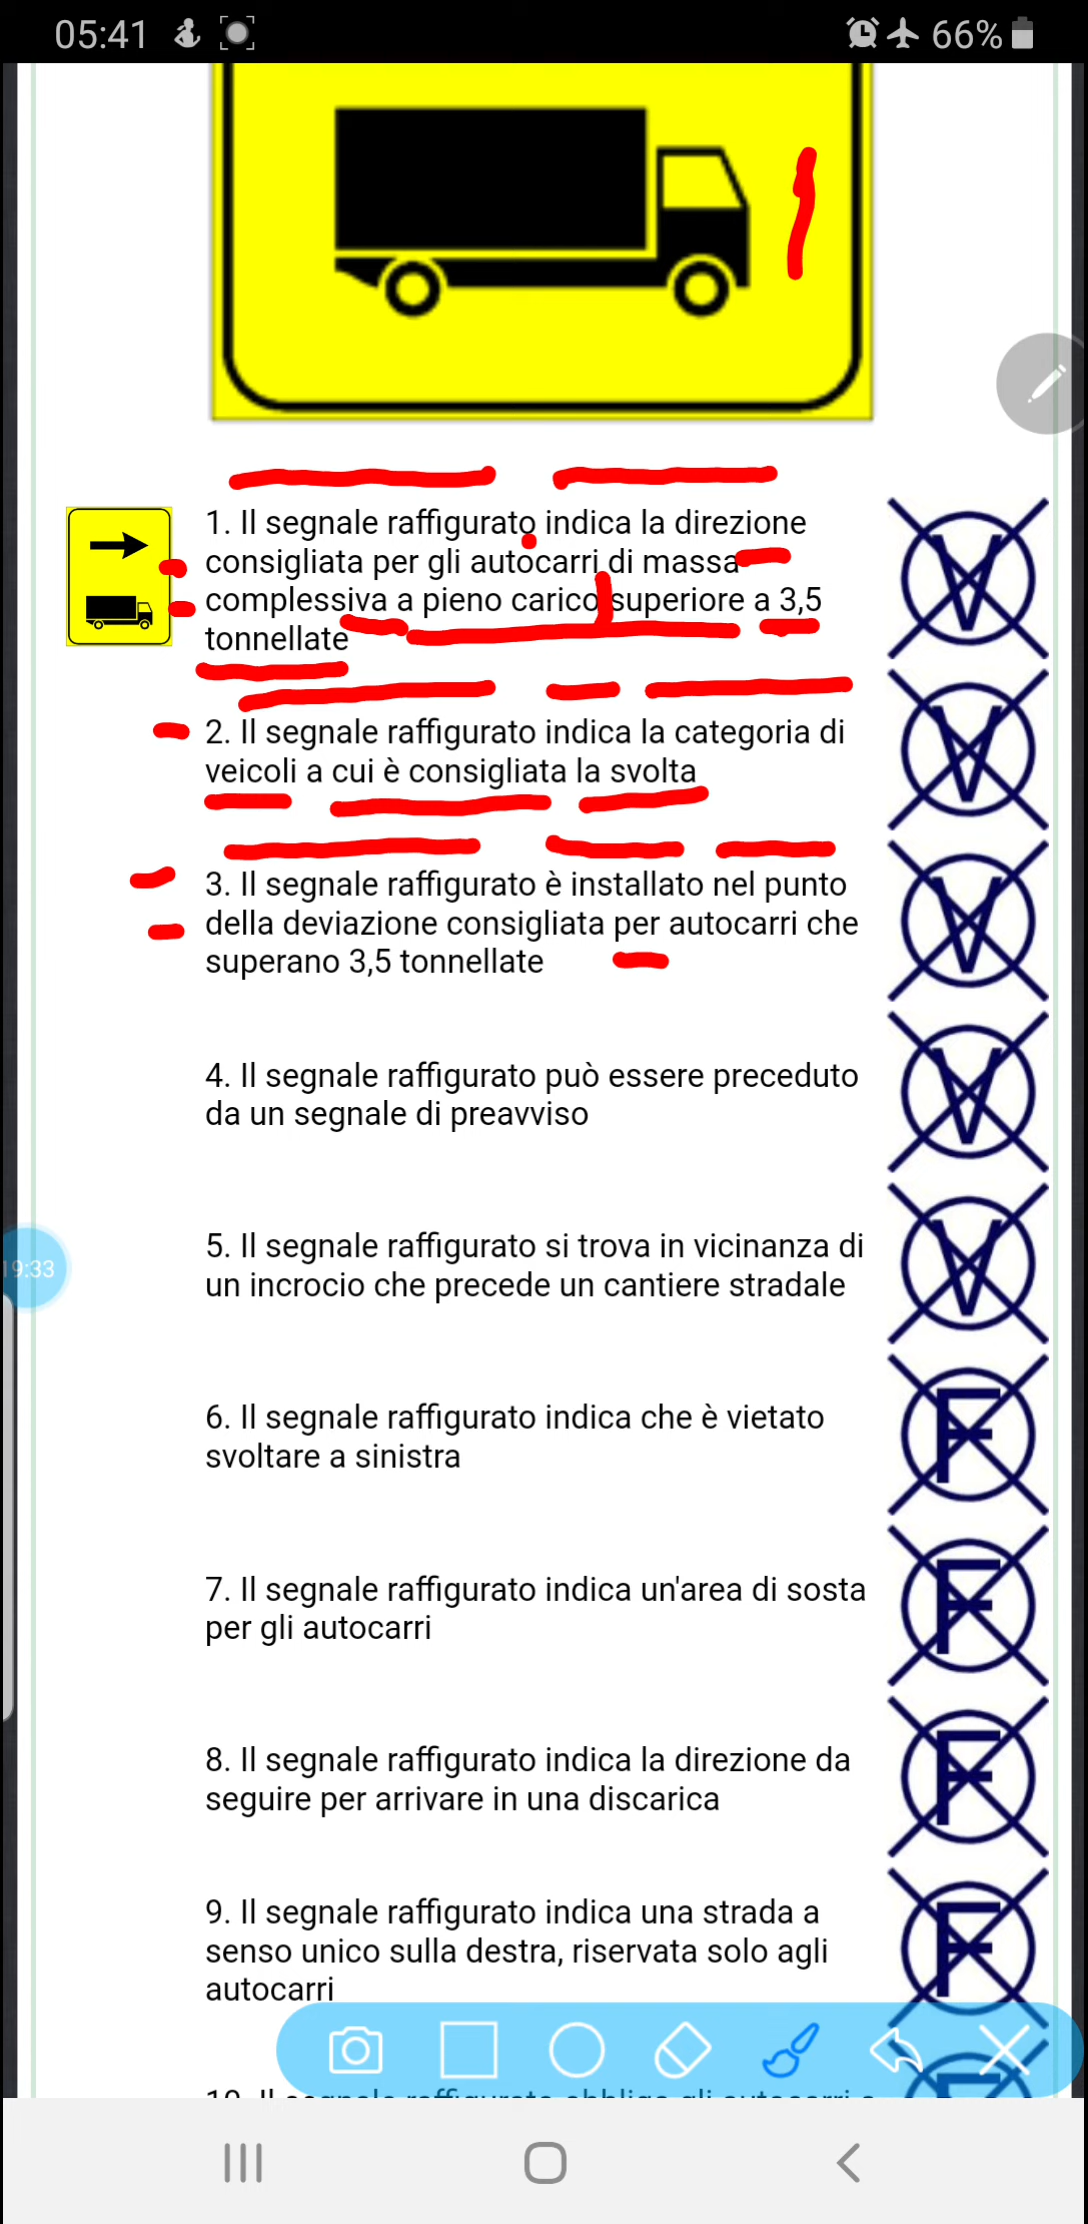 05:41
66%
1. Il segnale raffigurato indica la direzione
consigliata per gli autocarri di massa
complessiva a pieno carico superiore a 3,5
tonnellate
V
2. Il segnale raffigurato indica la categoria di
veicoli a cui è consigliata la svolta
V
3. Il segnale raffigurato è installato nel punto
della deviazione consigliata per autocarri che
superano 3,5 tonnellate
V
4. Il segnale raffigurato può essere preceduto
da un segnale di preavviso
V
19:33
5. Il segnale raffigurato si trova in vicinanza di
un incrocio che precede un cantiere stradale
V
6. Il segnale raffigurato indica che è vietato
svoltare a sinistra
F
7. Il segnale raffigurato indica un'area di sosta
per gli autocarri
F
8. Il segnale raffigurato indica la direzione da
seguire per arrivare in una discarica
F
9. Il segnale raffigurato indica una strada a
senso unico sulla destra, riservata solo agli
autocarri
F
10. Il segnale raffigurato obbliga gli autocarri a
F